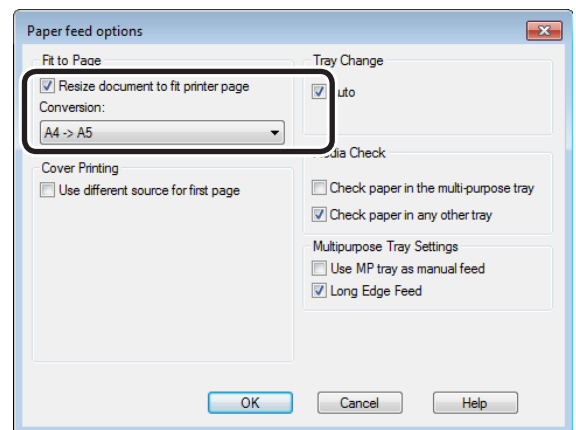 Paper feed options
Fit to Page
Resize document to fit printer page
Conversion:
A4 -> A5
Cover Printing
Use different source for first page
Tray Change
Media Check
Check paper in the multi-purpose tray
Check paper in any other tray
Multipurpose Tray Settings
Use MP tray as manual feed
Long Edge Feed
OK
Cancel
Help